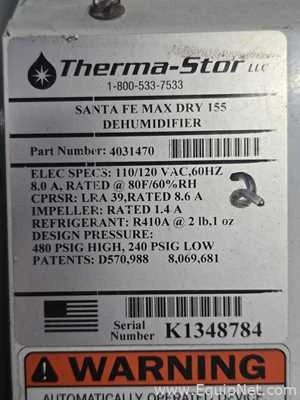 Therma-Stor LLC
1-800-533-7533
SANTA FE MAX DRY 155
DEHUMIDIFIER
Part Number: 4031470
ELEC SPECS: 110/120 VAC,60HZ
8.0 A, RATED @ 80F/60%RH
CPRSR: LRA 39,RATED 8.6 A
IMPELLER: RATED 1.4 A
REFRIGERANT: R410A @ 2 lb,1 oz
DESIGN PRESSURE:
480 PSIG HIGH, 240 PSIG LOW
PATENTS: D570,988 8,069,681
2
Serial
Number K1348784
WARNING
EquipNet.com